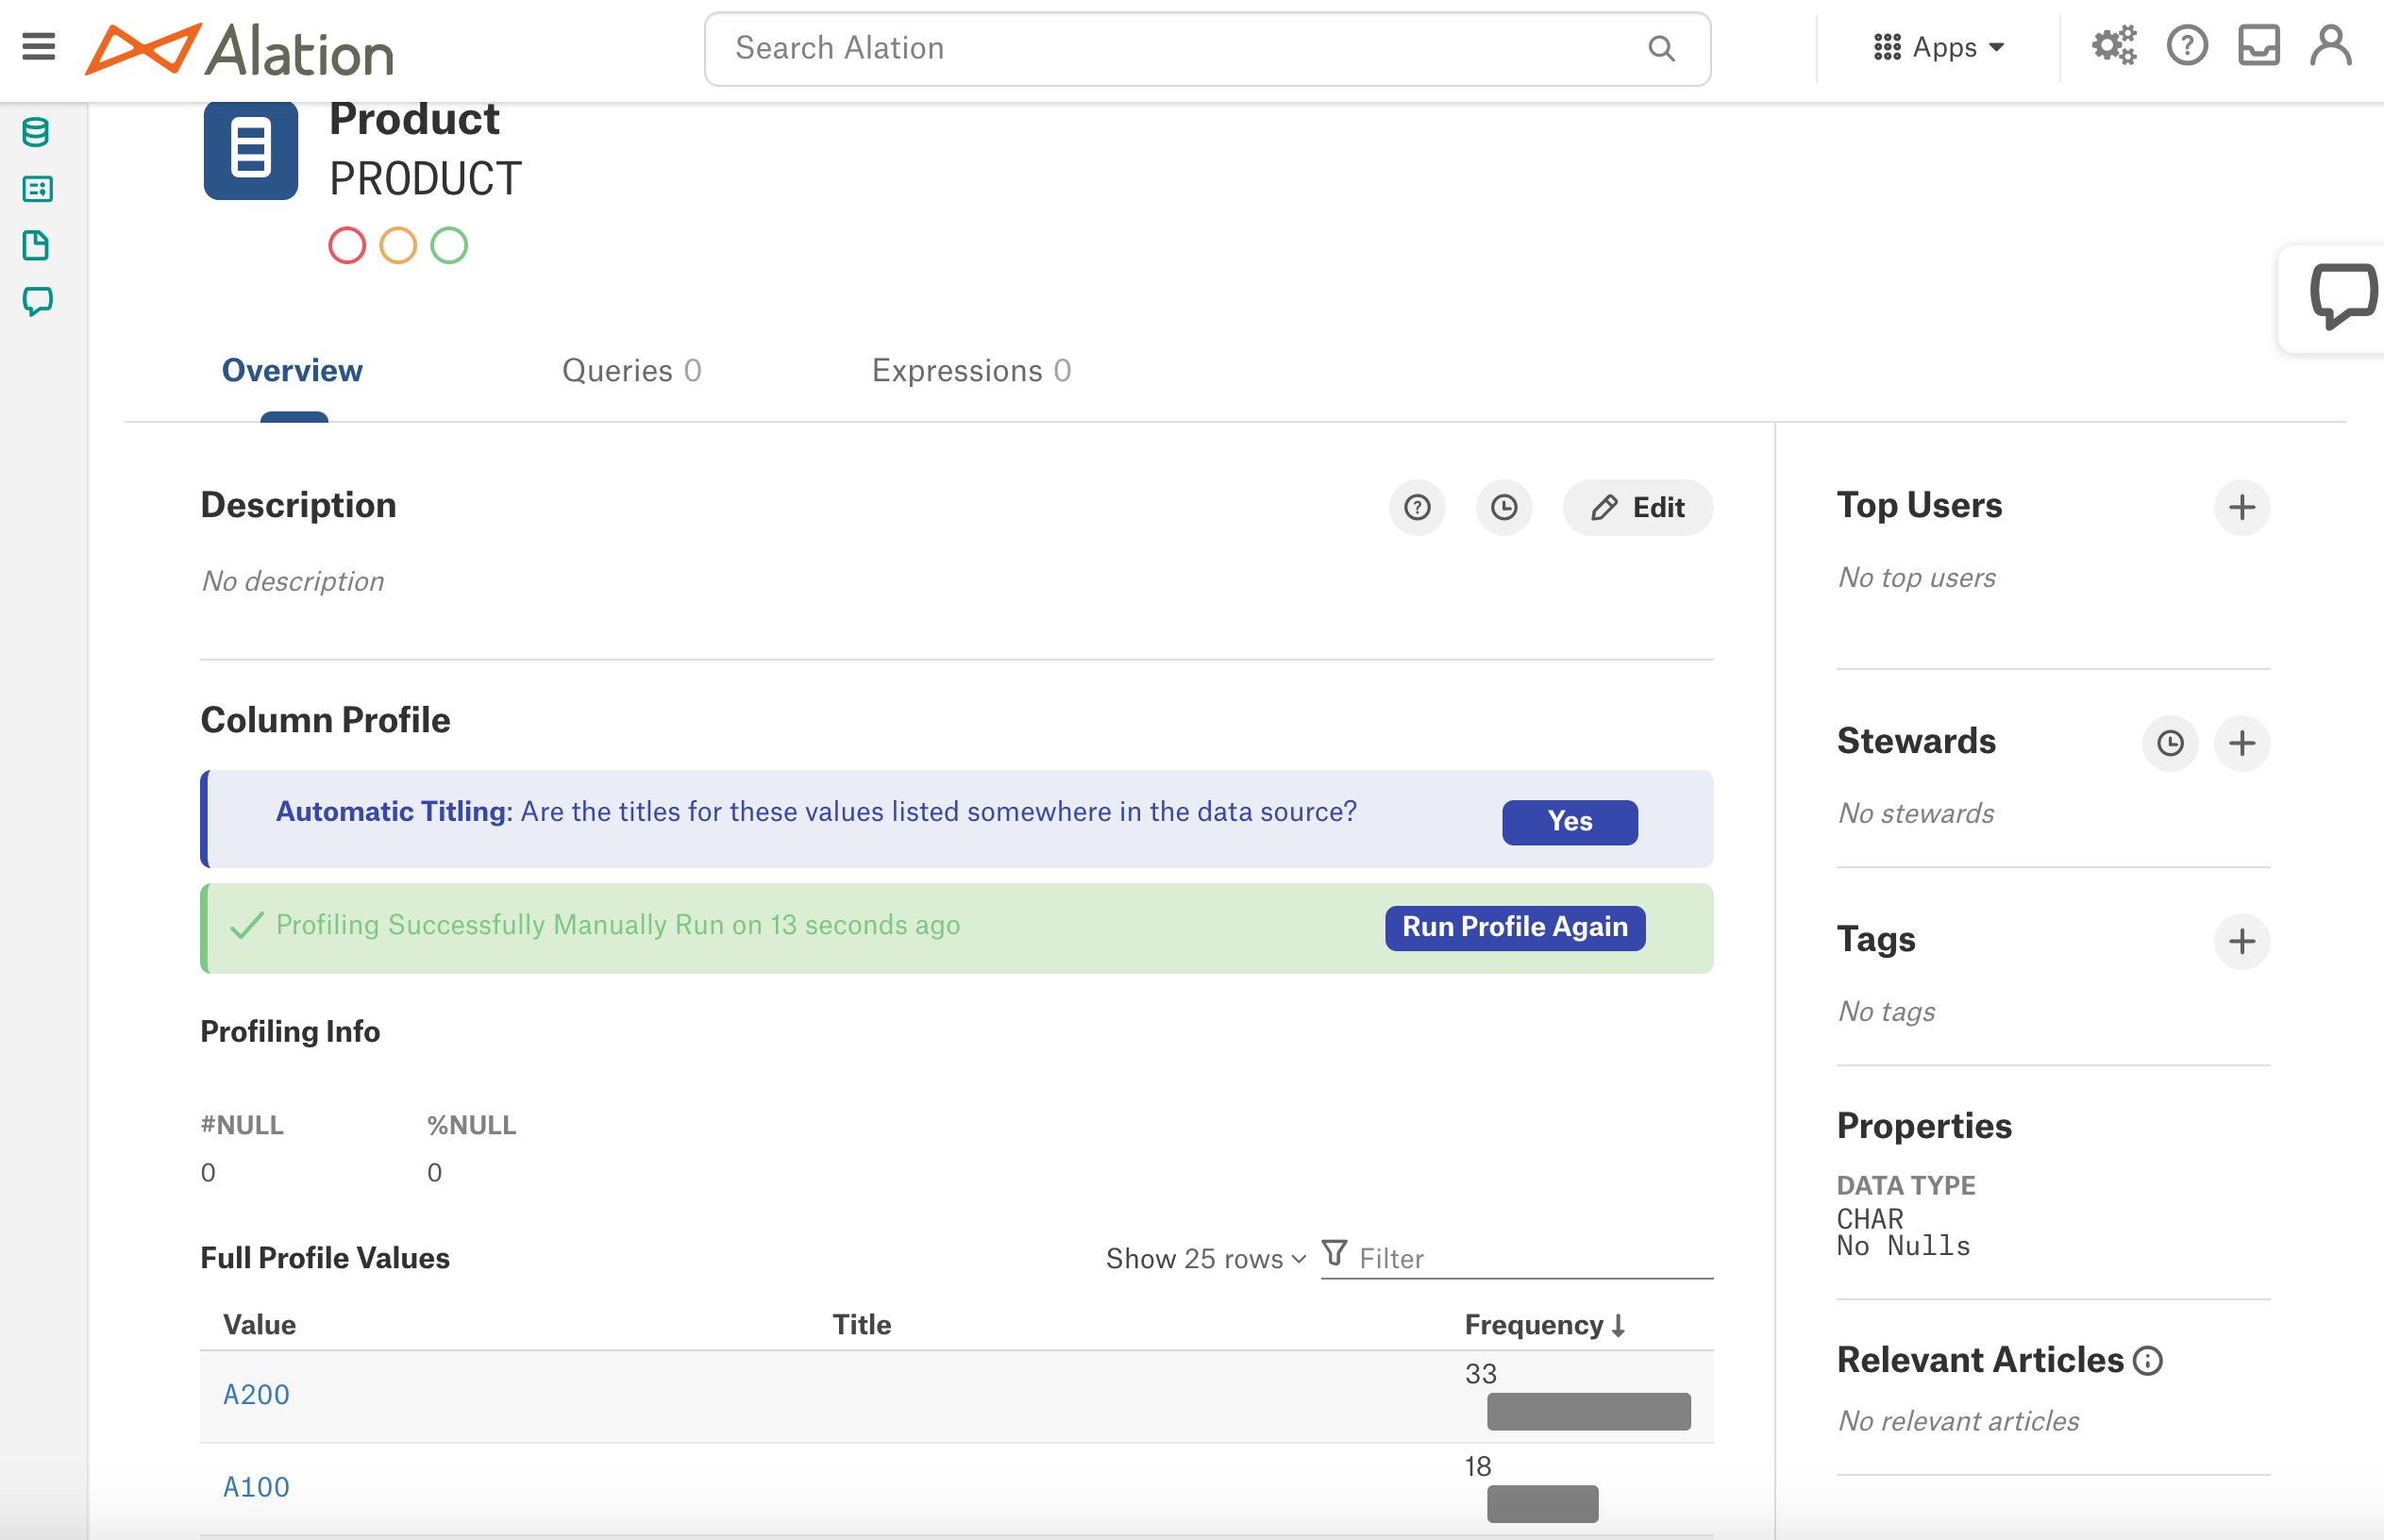 Alation
Search Alation
Apps
Product
PRODUCT
Overview
Queries 0
Expressions 0
Description
Edit
No description
Column Profile
Automatic Titling: Are the titles for these values listed somewhere in the data source?
Yes
Profiling Successfully Manually Run on 13 seconds ago
Run Profile Again
Profiling Info
#NULL %NULL
0 0
Full Profile Values
Show 25 rows
Filter
Value Title Frequency
A200 33
A100 18
Top Users
No top users
Stewards
No stewards
Tags
No tags
Properties
DATA TYPE
CHAR
No Nulls
Relevant Articles
No relevant articles